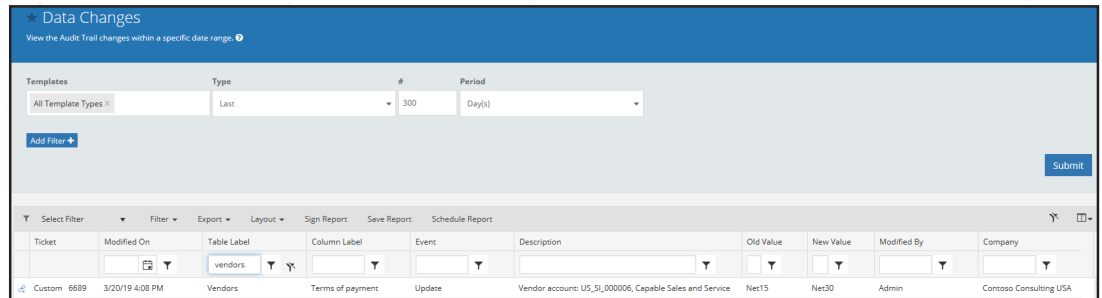 ★ Data Changes
View the Audit Trail changes within a specific date range. ?
Templates Type # Period
All Template Types × Last 300 Day(s)
Add Filter +
Submit
Select Filter Filter Export Layout Sign Report Save Report Schedule Report
Ticket Modified On Table Label Column Label Event Description Old Value New Value Modified By Company
vendors
Custom 6689 3/20/19 4:08 PM Vendors Terms of payment Update Vendor account: US_SI_000006, Capable Sales and Service Net15 Net30 Admin Contoso Consulting USA